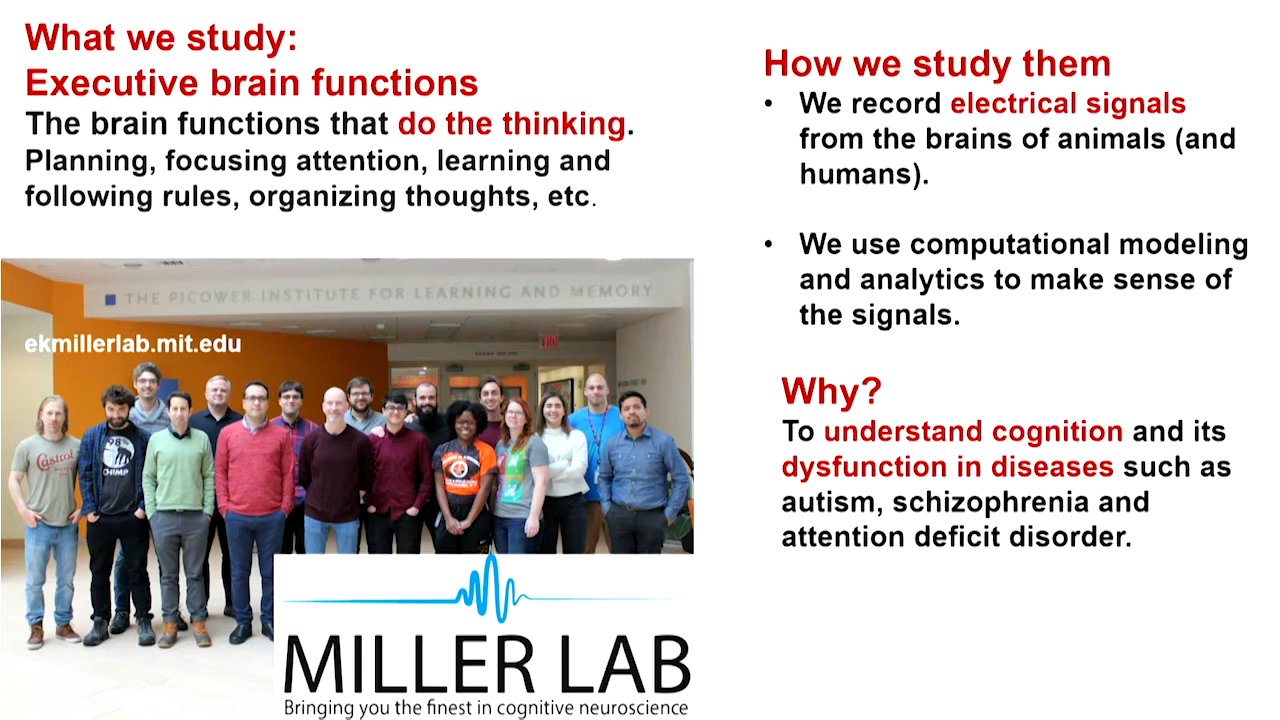 What we study:
Executive brain functions
The brain functions that do the thinking.
Planning, focusing attention, learning and
following rules, organizing thoughts, etc.
THE PICOWER INSTITUTE FOR LEARNING AND MEMORY
ekmillerlab.mit.edu
EXIT
Castrol
98%
CHIMP
MILLER LAB
Bringing you the finest in cognitive neuroscience
How we study them
• We record electrical signals
from the brains of animals (and
humans).
• We use computational modeling
and analytics to make sense of
the signals.
Why?
To understand cognition and its
dysfunction in diseases such as
autism, schizophrenia and
attention deficit disorder.